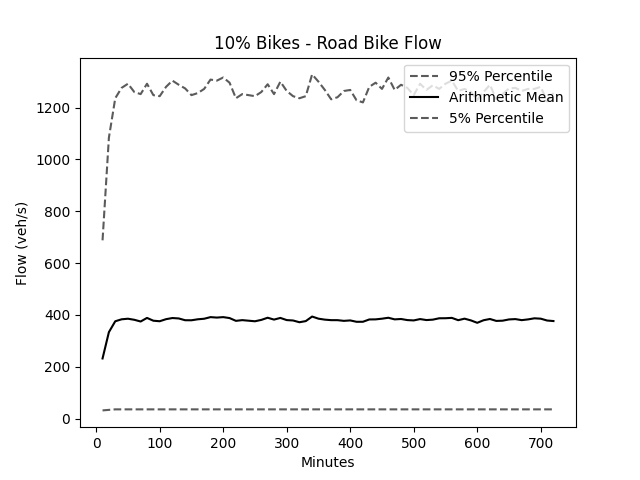 10% Bikes - Road Bike Flow
95% Percentile
Arithmetic Mean
5% Percentile
Flow (veh/s)
1200
1000
800
600
400
200
0
0 100 200 300 400 500 600 700
Minutes